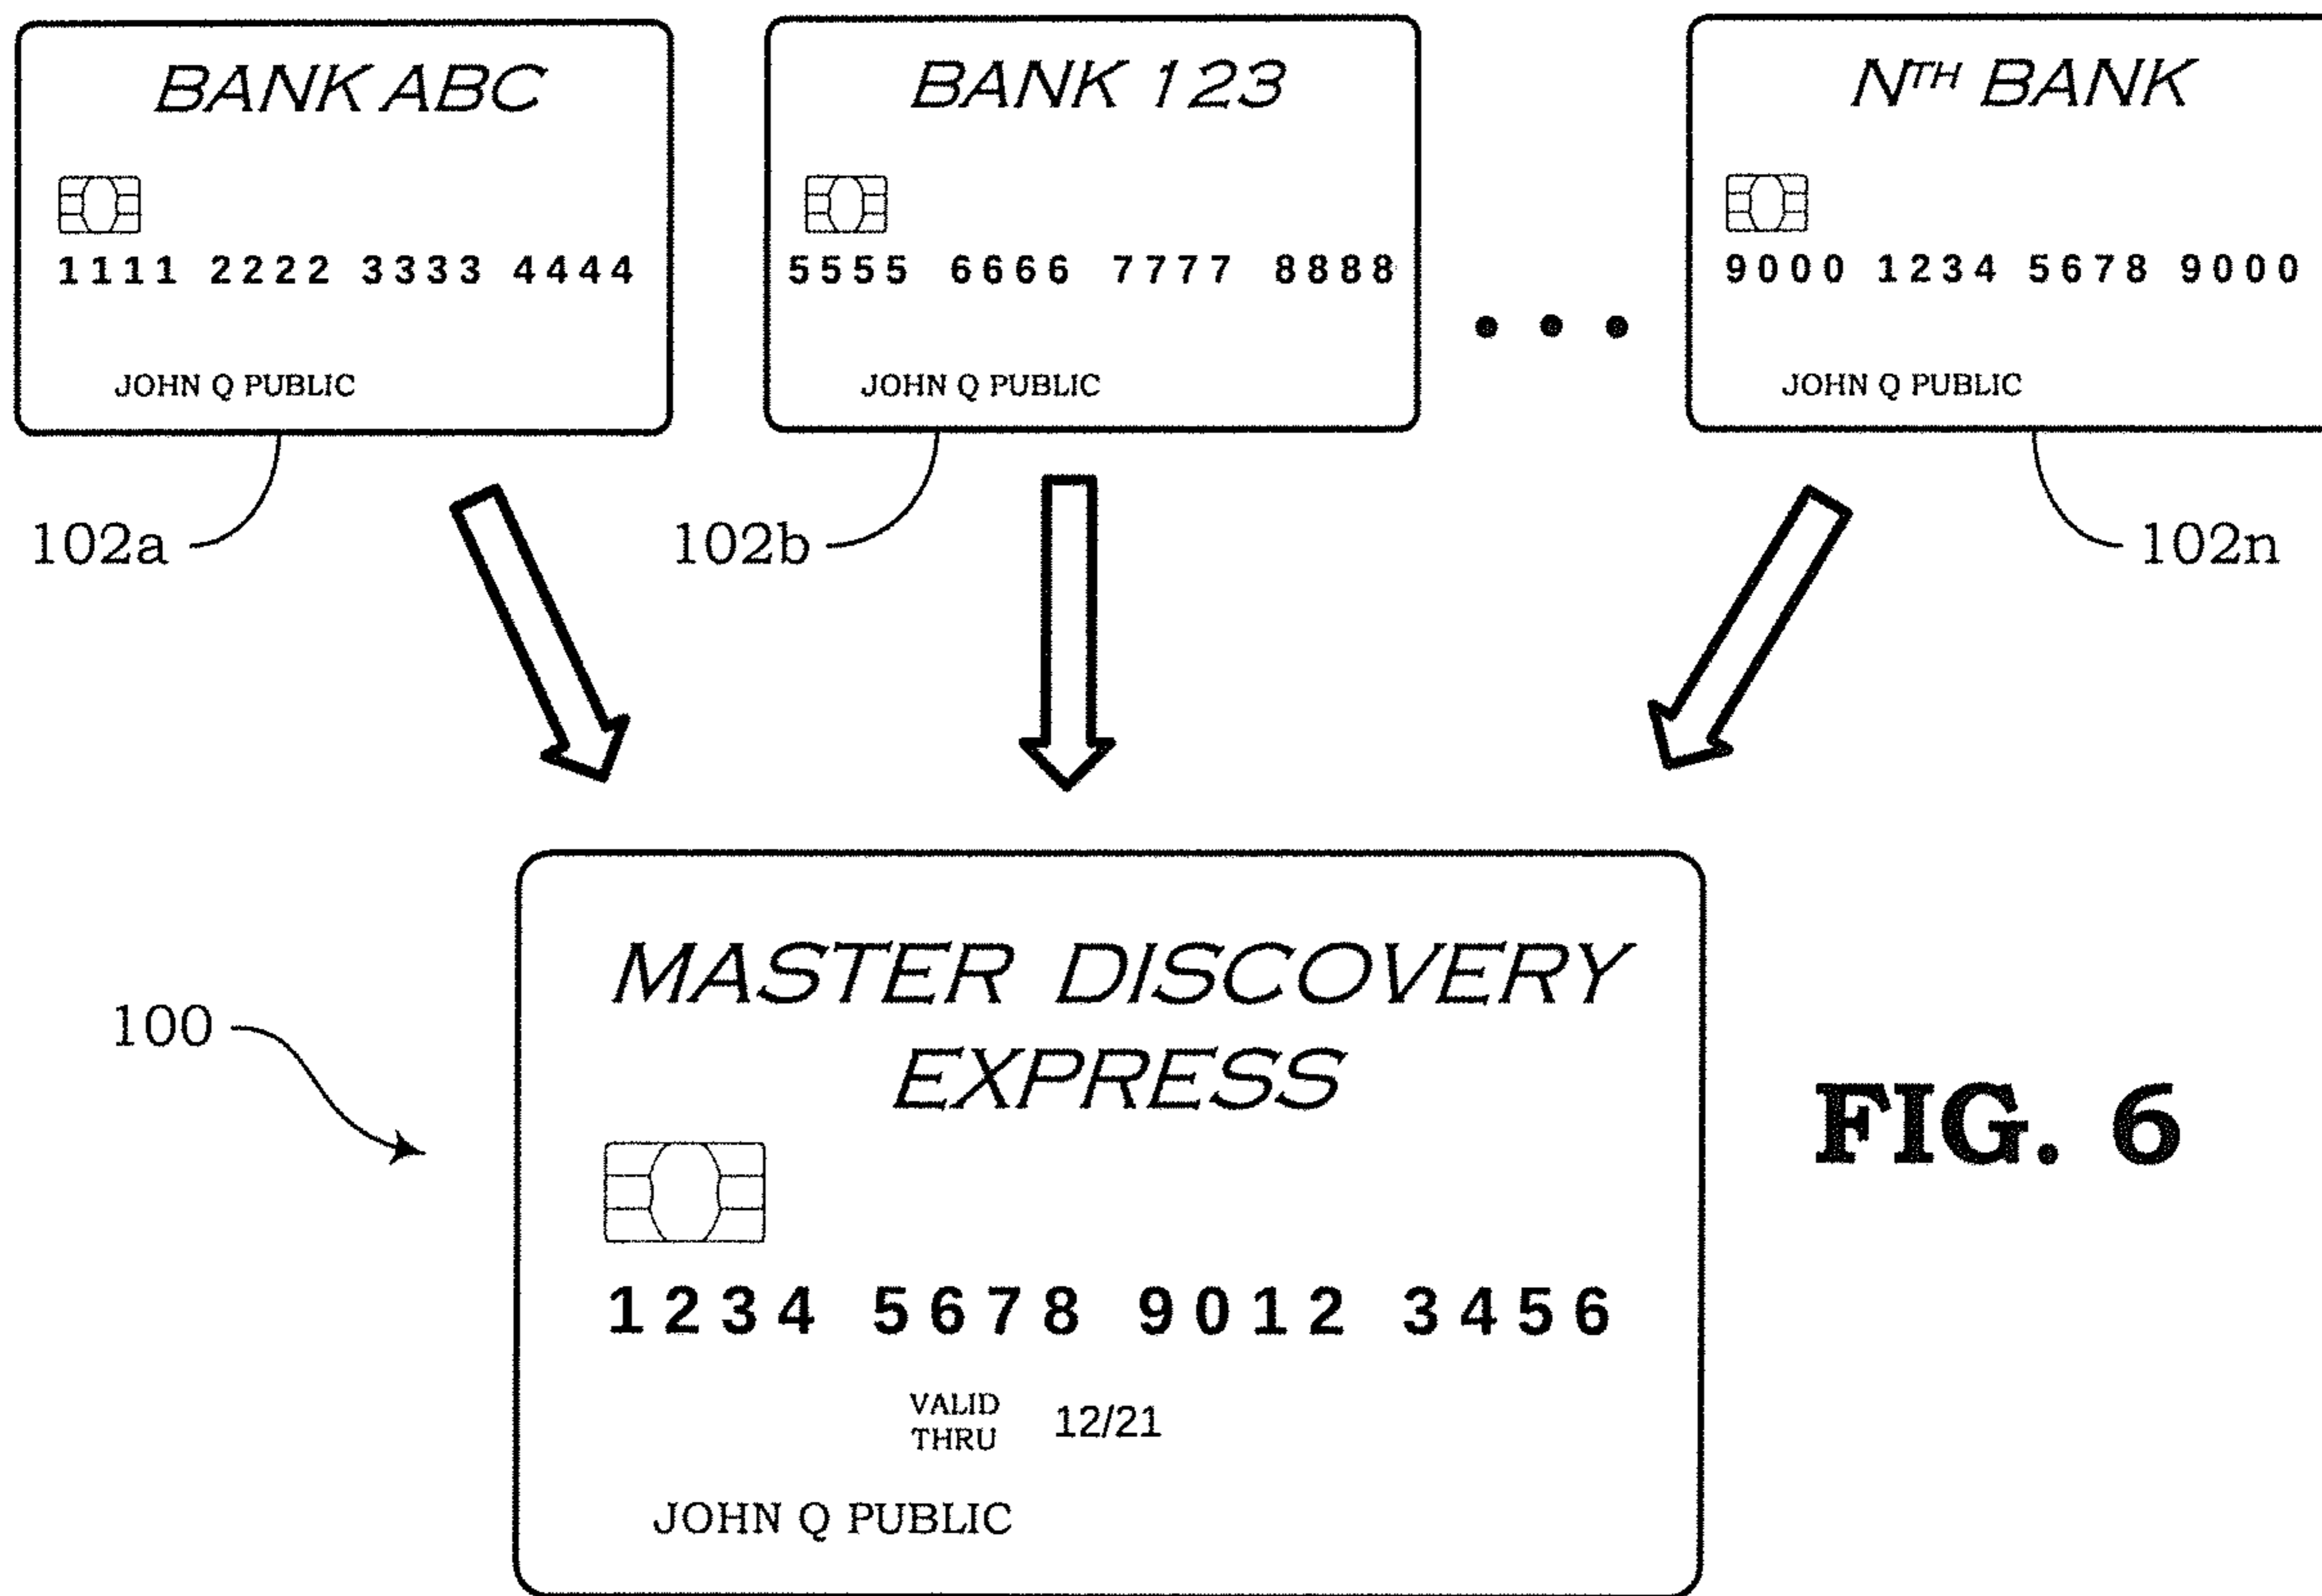 BANK ABC
1111 2222 3333 4444
JOHN Q PUBLIC
102a
BANK 123
5555 6666 7777 8888
JOHN Q PUBLIC
102b
NTH BANK
9000 1234 5678 9000
JOHN Q PUBLIC
102n
100
MASTER DISCOVERY
EXPRESS
1234 5678 9012 3456
VALID
THRU
12/21
JOHN Q PUBLIC
FIG. 6